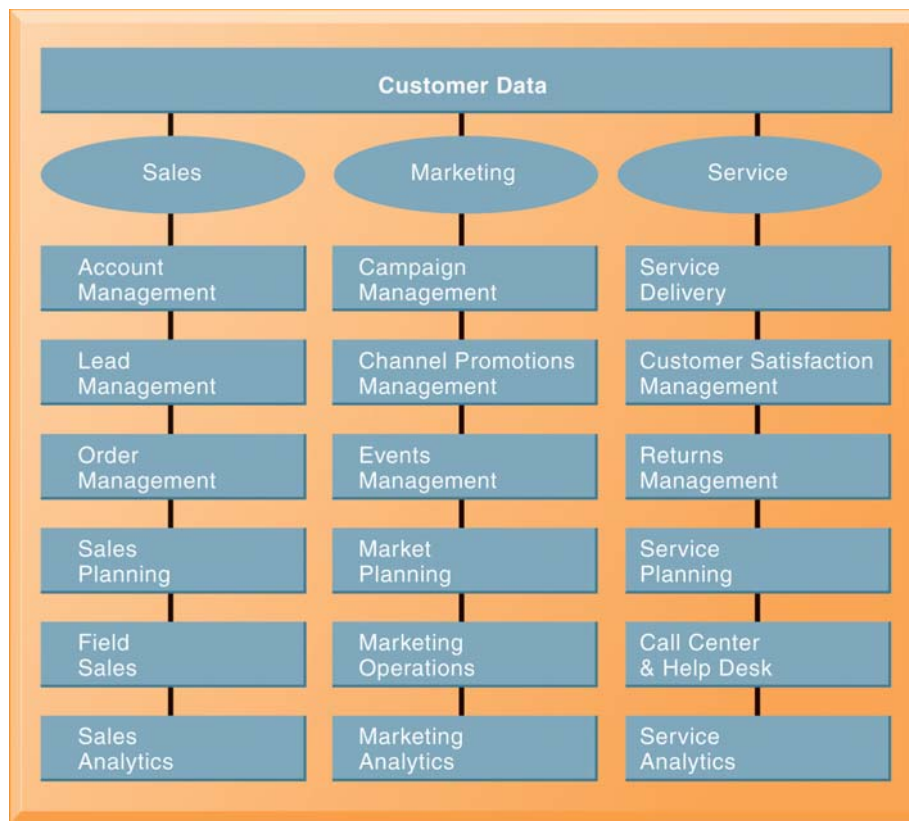 Customer Data
Sales
Marketing
Service
Account
Management
Campaign
Management
Service
Delivery
Lead
Management
Channel Promotions
Management
Customer Satisfaction
Management
Order
Management
Events
Management
Returns
Management
Sales
Planning
Market
Planning
Service
Planning
Field
Sales
Marketing
Operations
Call Center
& Help Desk
Sales
Analytics
Marketing
Analytics
Service
Analytics